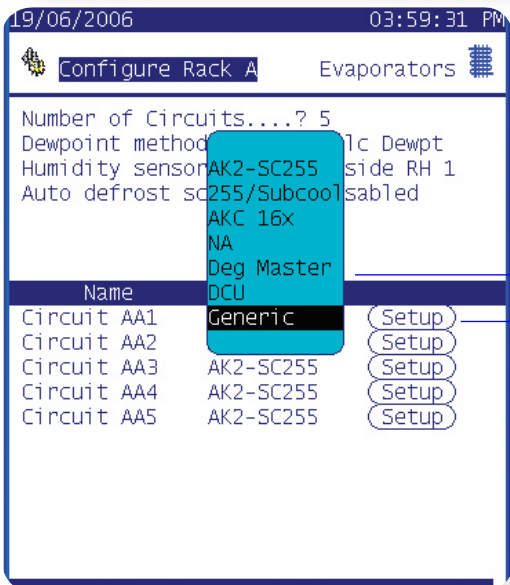 19/06/2006 03:59:31 PM
Configure Rack A Evaporators
Number of Circuits....? 5
Dewpoint method lc Dewpt
Humidity sensor AK2-SC255 side RH 1
Auto defrost sc 255/Subcool sabled
AKC 16x
NA
Deg Master
Name DCU
Circuit AA1 Generic Setup
Circuit AA2 Setup
Circuit AA3 AK2-SC255 Setup
Circuit AA4 AK2-SC255 Setup
Circuit AA5 AK2-SC255 Setup